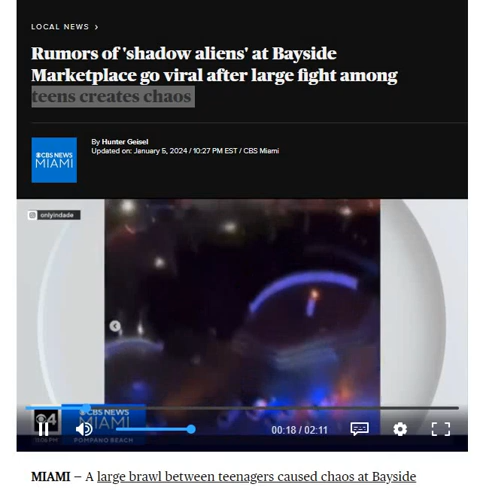 LOCAL NEWS >
Rumors of 'shadow aliens' at Bayside
Marketplace go viral after large fight among
teens creates chaos
By Hunter Geisel
Updated on: January 5, 2024 / 10:27 PM EST / CBS Miami
CBS NEWS
MIAMI
onlyindade
CBS NEWS
MIAMI
POMPANO BEACH
00:18 / 02:11
MIAMI – A large brawl between teenagers caused chaos at Bayside